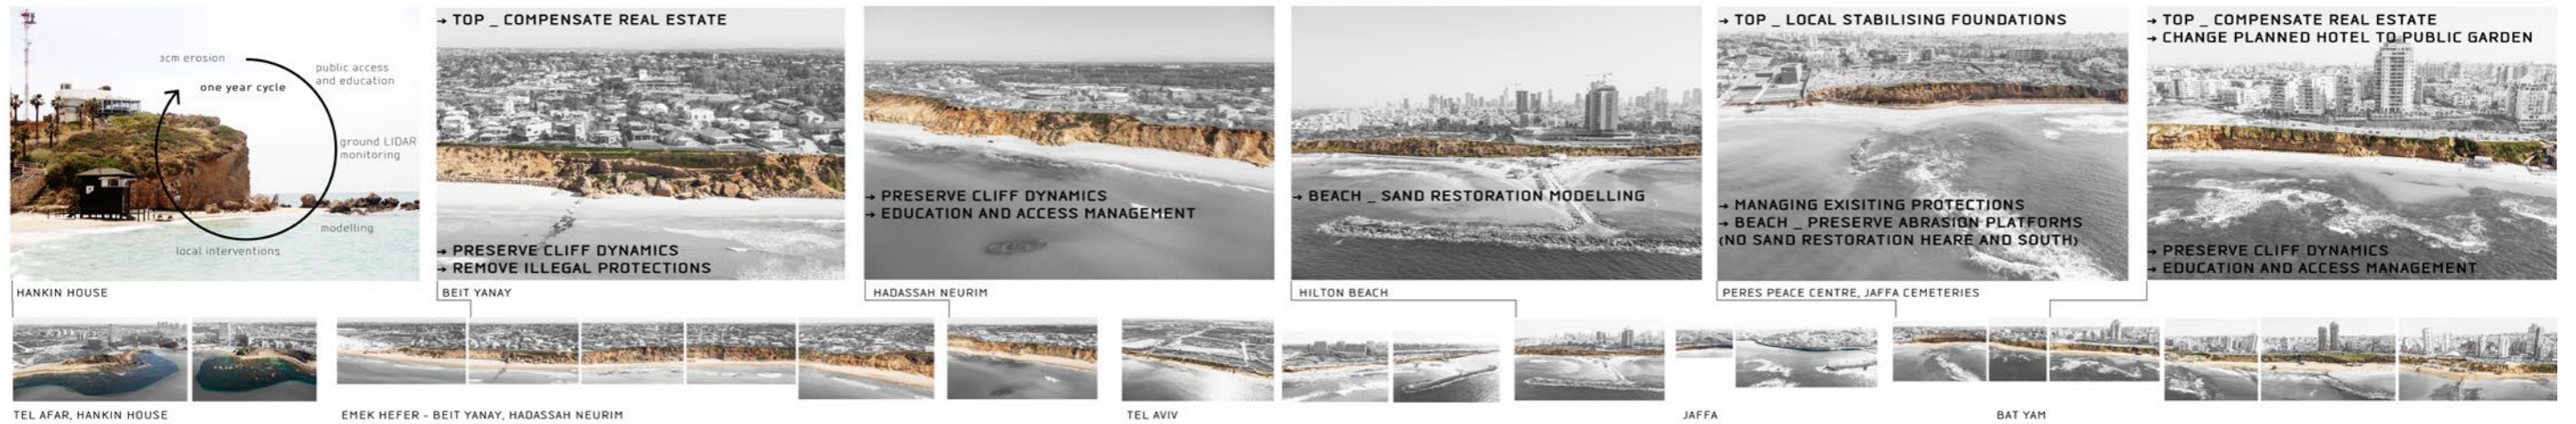 3cm erosion
one year cycle
public access
and education
ground LIDAR
monitoring
modelling
local interventions
HANKIN HOUSE
→ TOP _ COMPENSATE REAL ESTATE
→ PRESERVE CLIFF DYNAMICS
→ REMOVE ILLEGAL PROTECTIONS
BEIT YANAY
→ PRESERVE CLIFF DYNAMICS
→ EDUCATION AND ACCESS MANAGEMENT
HADASSAH NEURIM
→ BEACH _ SAND RESTORATION MODELLING
HILTON BEACH
→ TOP _ LOCAL STABILISING FOUNDATIONS
→ MANAGING EXISITING PROTECTIONS
→ BEACH _ PRESERVE ABRASION PLATFORMS
(NO SAND RESTORATION HEARE AND SOUTH)
PERES PEACE CENTRE, JAFFA CEMETERIES
→ TOP _ COMPENSATE REAL ESTATE
→ CHANGE PLANNED HOTEL TO PUBLIC GARDEN
→ PRESERVE CLIFF DYNAMICS
→ EDUCATION AND ACCESS MANAGEMENT
TEL AFAR, HANKIN HOUSE
EMEK HEFER - BEIT YANAY, HADASSAH NEURIM
TEL AVIV
JAFFA
BAT YAM